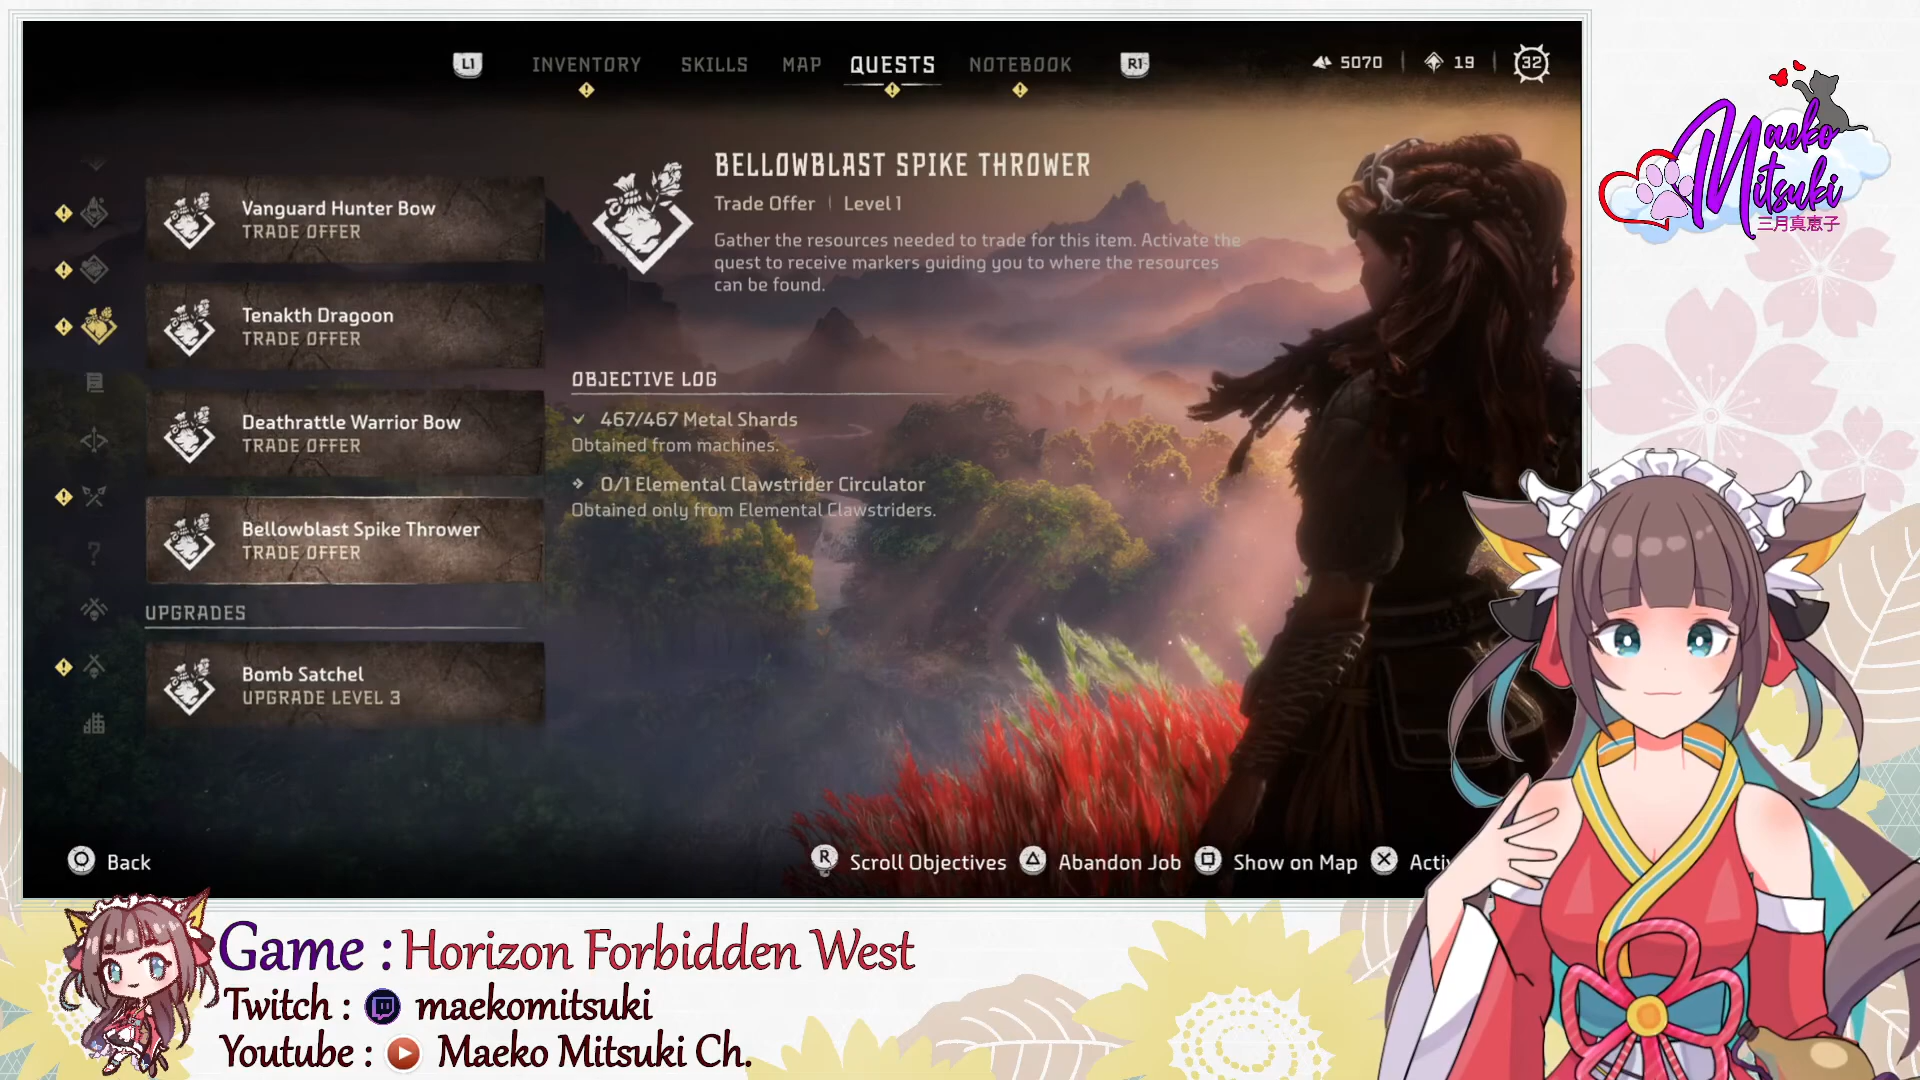 L1
INVENTORY
SKILLS
MAP
QUESTS
NOTEBOOK
R1
5070
19
32
Vanguard Hunter Bow
TRADE OFFER
Tenakth Dragoon
TRADE OFFER
Deathrattle Warrior Bow
TRADE OFFER
Bellowblast Spike Thrower
TRADE OFFER
UPGRADES
Bomb Satchel
UPGRADE LEVEL 3
BELLOWBLAST SPIKE THROWER
Trade Offer | Level 1
Gather the resources needed to trade for this item. Activate the
quest to receive markers guiding you to where the resources
can be found.
OBJECTIVE LOG
467/467 Metal Shards
Obtained from machines.
0/1 Elemental Clawstrider Circulator
Obtained only from Elemental Clawstriders.
Back
R Scroll Objectives
Abandon Job
Show on Map
Activ
Maeko
Mitsuki
三月真恵子
Game : Horizon Forbidden West
Twitch : maekomitsuki
Youtube : Maeko Mitsuki Ch.